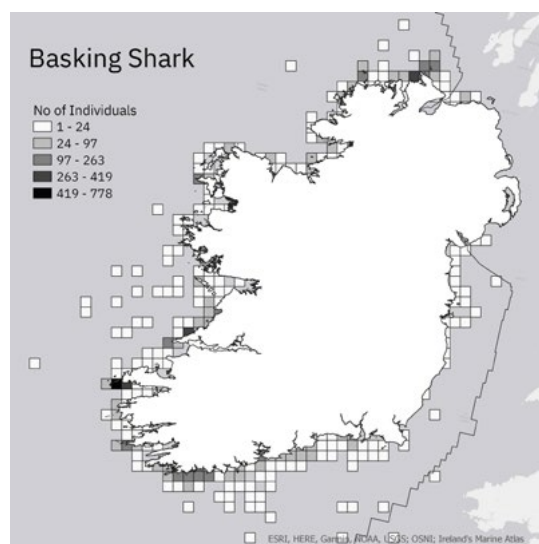 Basking Shark
No of Individuals
1 - 24
24 - 97
97 - 263
263 - 419
419 - 778
ESRI, HERE, Garmin, NOAA, USGS; OSNI; Ireland's Marine Atlas